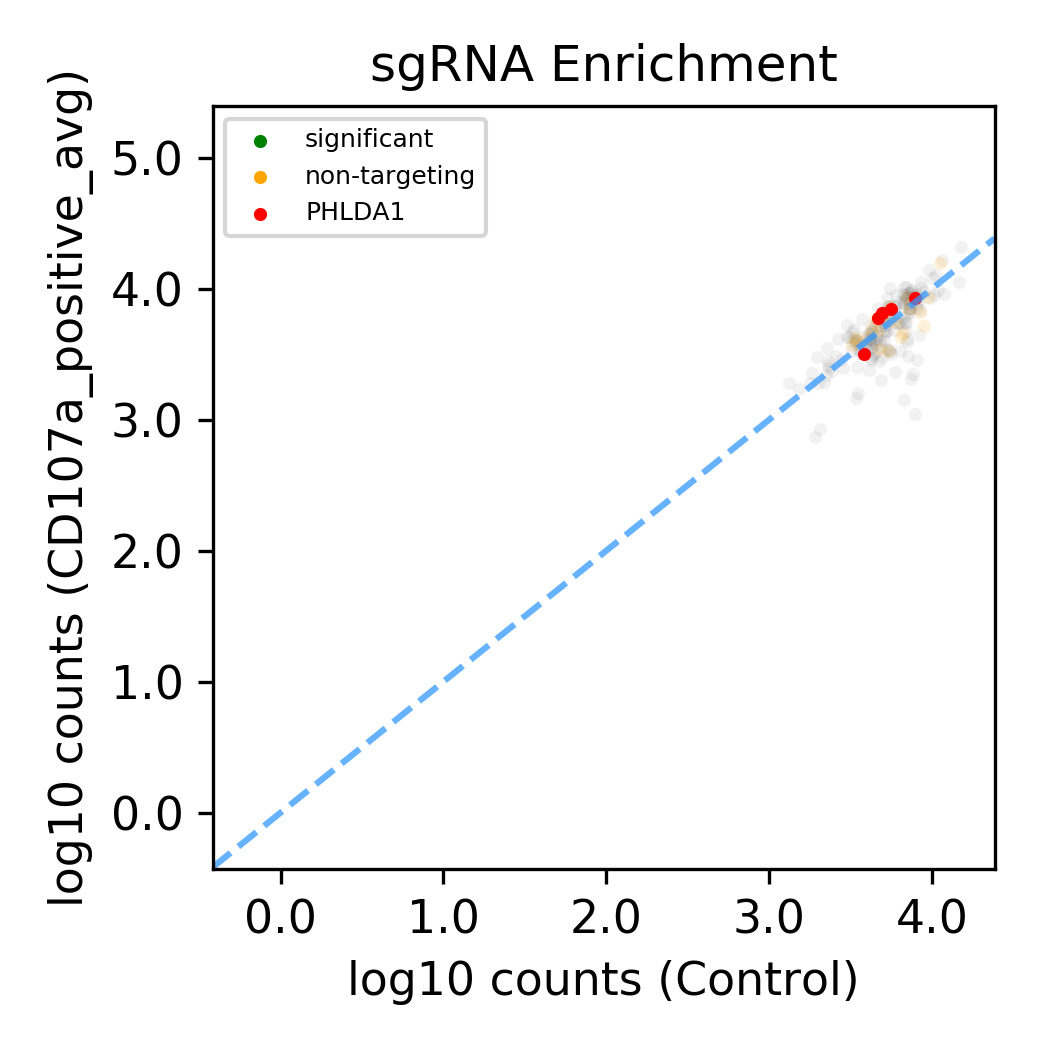 sgRNA Enrichment
significant
non-targeting
PHLDA1
log10 counts (CD107a_positive_avg)
5.0
4.0
3.0
2.0
1.0
0.0
0.0 1.0 2.0 3.0 4.0
log10 counts (Control)